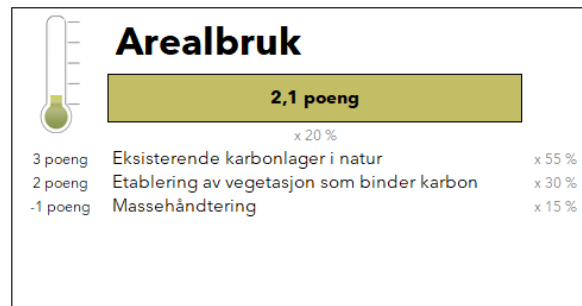 Arealbruk
2,1 poeng
x 20 %
3 poeng Eksisterende karbonlager i natur x 55 %
2 poeng Etablering av vegetasjon som binder karbon x 30 %
-1 poeng Massehåndtering x 15 %